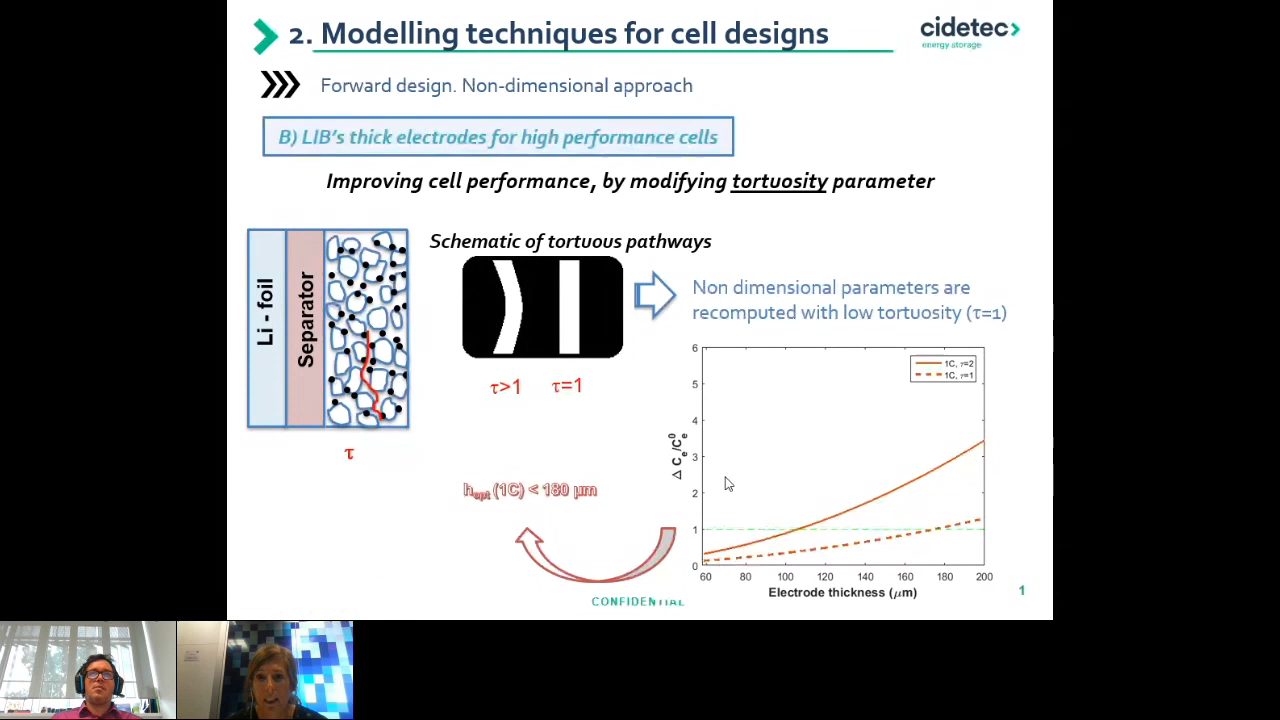 2. Modelling techniques for cell designs
cidetec
energy storage
Forward design. Non-dimensional approach
B) LIB's thick electrodes for high performance cells
Improving cell performance, by modifying tortuosity parameter
Schematic of tortuous pathways
Li - foil
Separator
τ
τ>1
τ=1
Non dimensional parameters are
recomputed with low tortuosity (τ=1)
hopt (1C) < 180 μm
1C, τ=2
1C, τ=1
Δ Ce/Ce0
6
5
4
3
2
1
0
60 80 100 120 140 160 180 200
Electrode thickness (μm)
CONFIDENTIAL
1